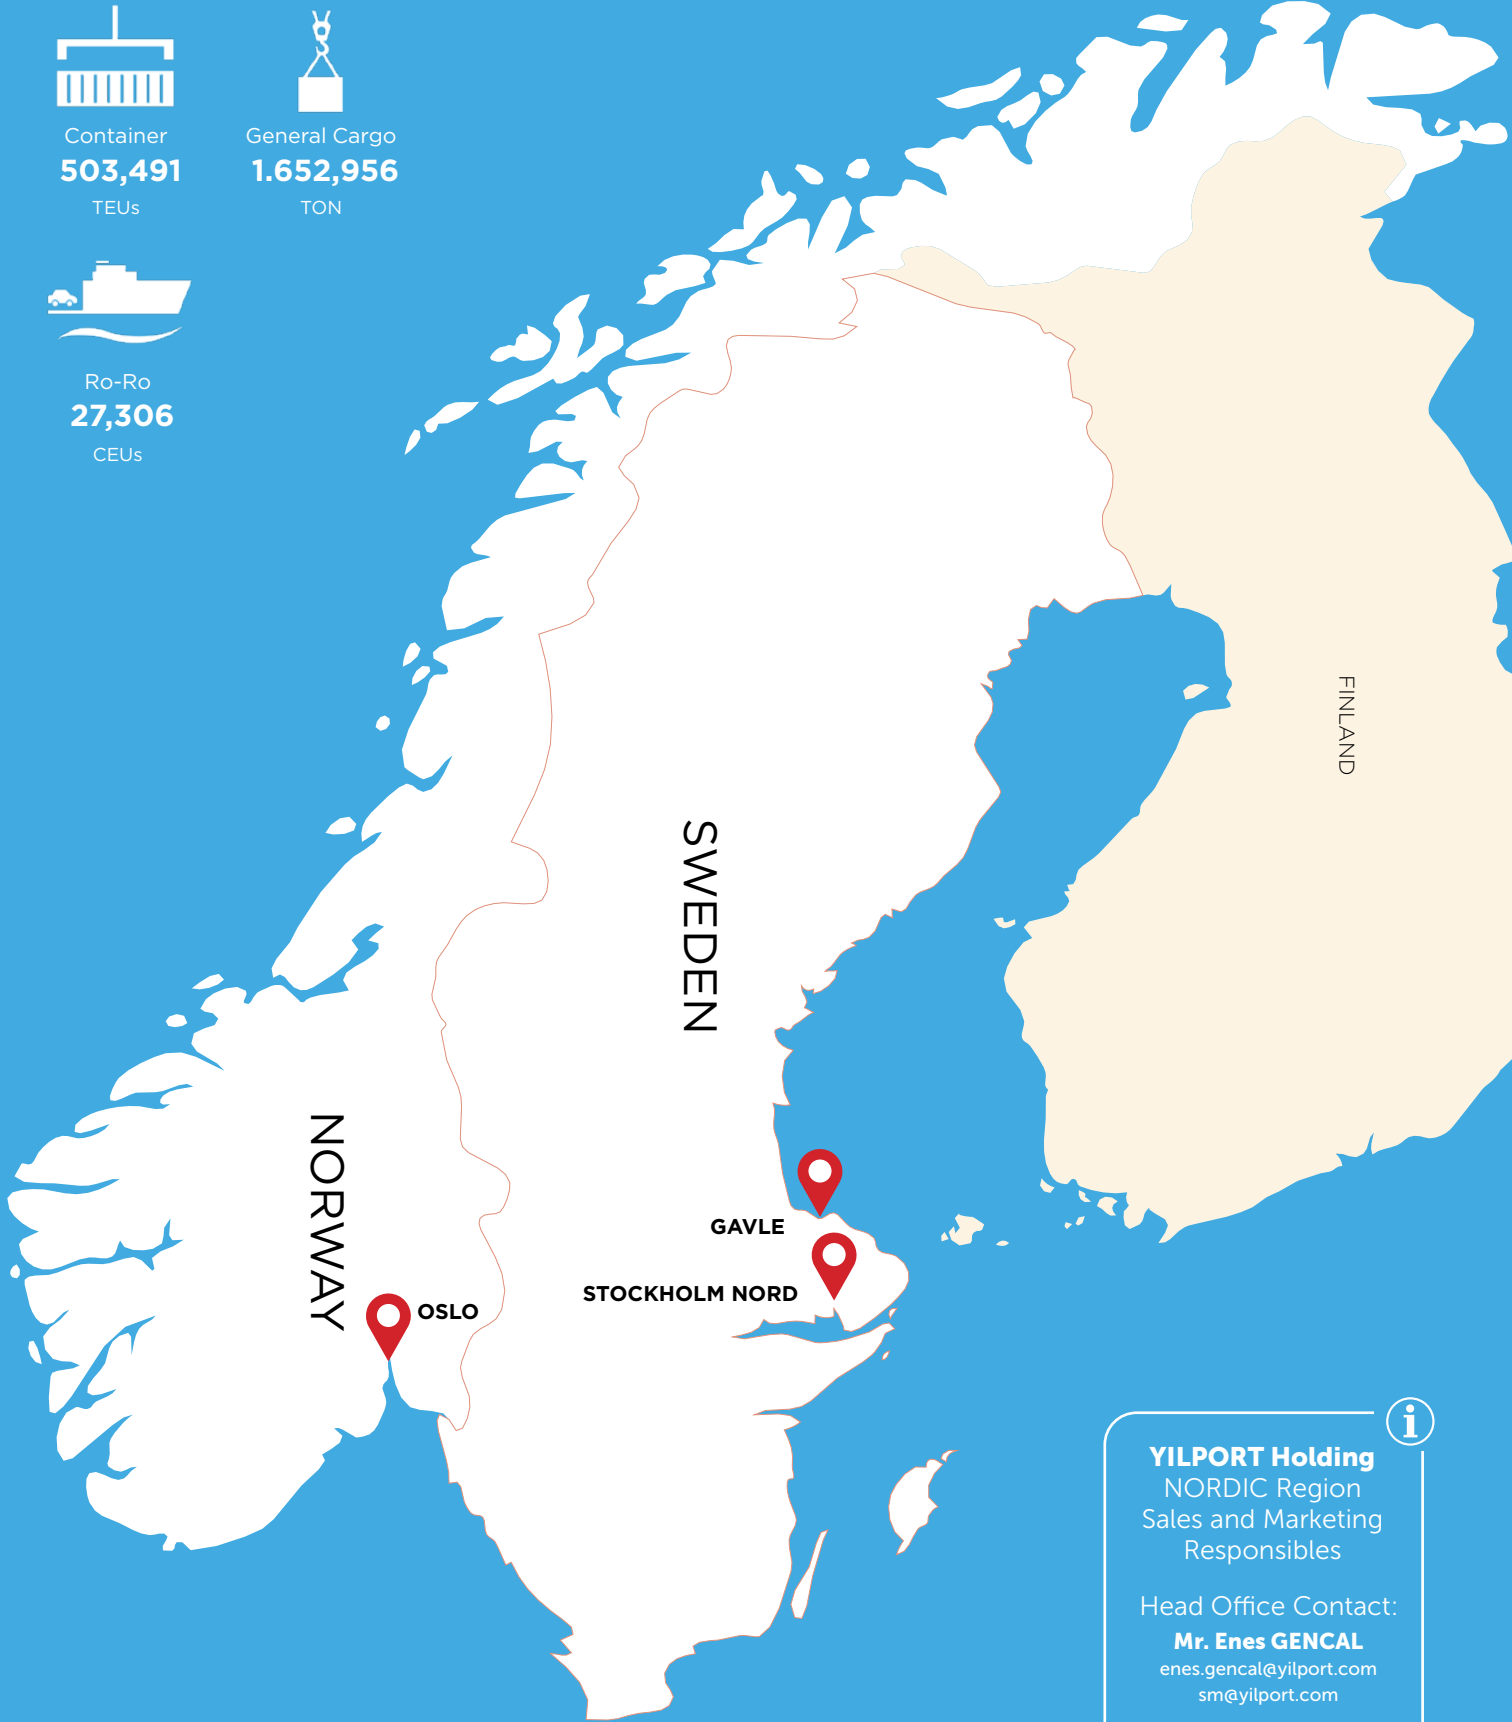 Container
503,491
TEUs
General Cargo
1.652,956
TON
Ro-Ro
27,306
CEUs
FINLAND
SWEDEN
NORWAY
GAVLE
STOCKHOLM NORD
OSLO
i
YILPORT Holding
NORDIC Region
Sales and Marketing
Responsibles
Head Office Contact:
Mr. Enes GENCAL
enes.gencal@yilport.com
sm@yilport.com